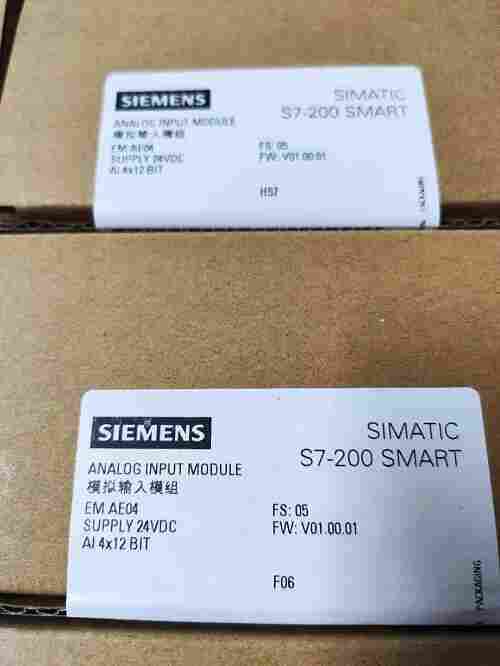 SIEMENS
SIMATIC
S7-200 SMART
ANALOG INPUT MODULE
模拟输入模组
EM AE04
SUPPLY 24VDC
AI 4x12 BIT
FS: 05
FW: V01.00.01
H57
PACKAGING
SIEMENS
SIMATIC
S7-200 SMART
ANALOG INPUT MODULE
模拟输入模组
EM AE04
SUPPLY 24VDC
AI 4x12 BIT
FS: 05
FW: V01.00.01
F06
PACKAGING